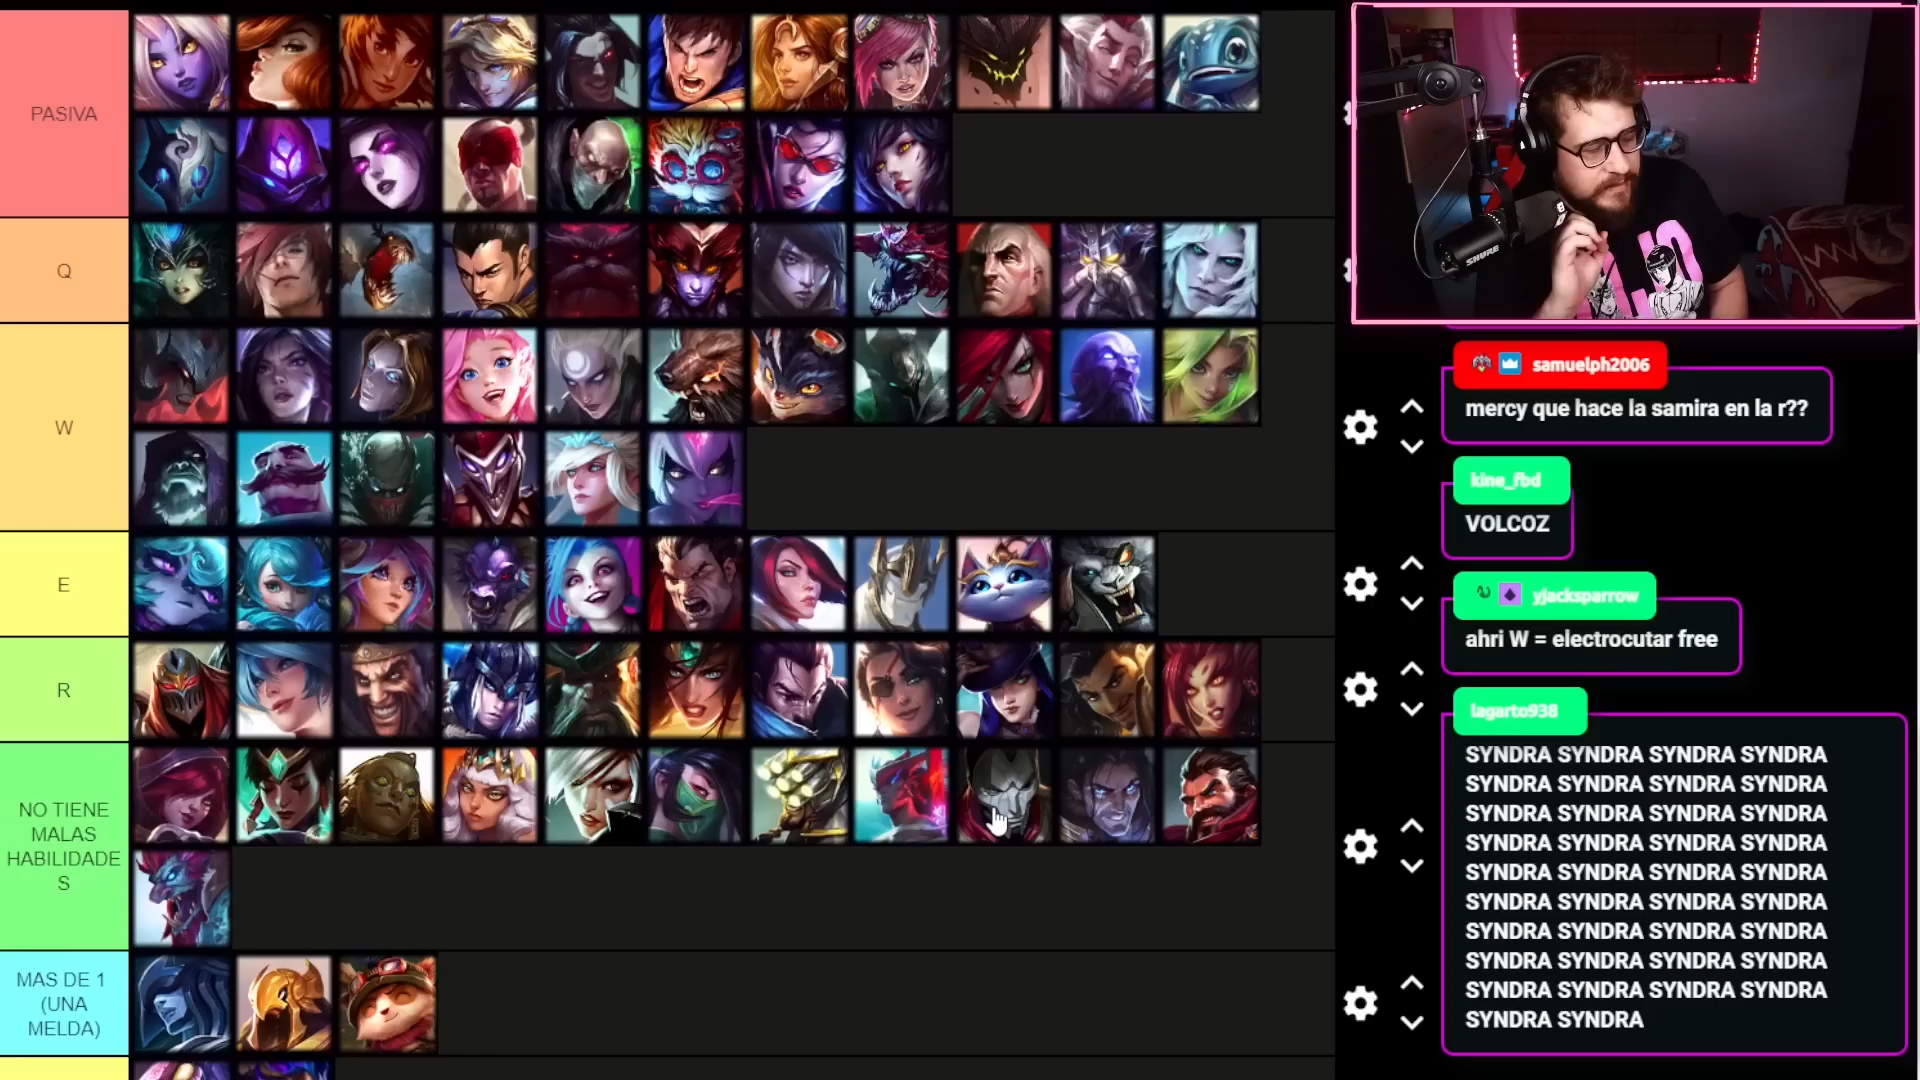 PASIVA
Q
W
E
R
NO TIENE
MALAS
HABILIDADE
S
MAS DE 1
(UNA
MELDA)
SHURE
samuelph2006
mercy que hace la samira en la r??
kine_fbd
VOLCOZ
yjacksparrow
ahri W = electrocutar free
lagarto938
SYNDRA SYNDRA SYNDRA SYNDRA
SYNDRA SYNDRA SYNDRA SYNDRA
SYNDRA SYNDRA SYNDRA SYNDRA
SYNDRA SYNDRA SYNDRA SYNDRA
SYNDRA SYNDRA SYNDRA SYNDRA
SYNDRA SYNDRA SYNDRA SYNDRA
SYNDRA SYNDRA SYNDRA SYNDRA
SYNDRA SYNDRA SYNDRA SYNDRA
SYNDRA SYNDRA SYNDRA SYNDRA
SYNDRA SYNDRA